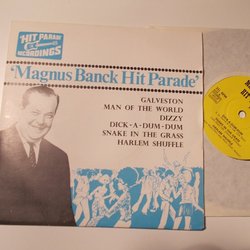 HIT PARADE
RECORDINGS
'Magnus Banck Hit Parade'
GALVESTON
MAN OF THE WORLD
DIZZY
DICK-A-DUM-DUM
SNAKE IN THE GRASS
HARLEM SHUFFLE